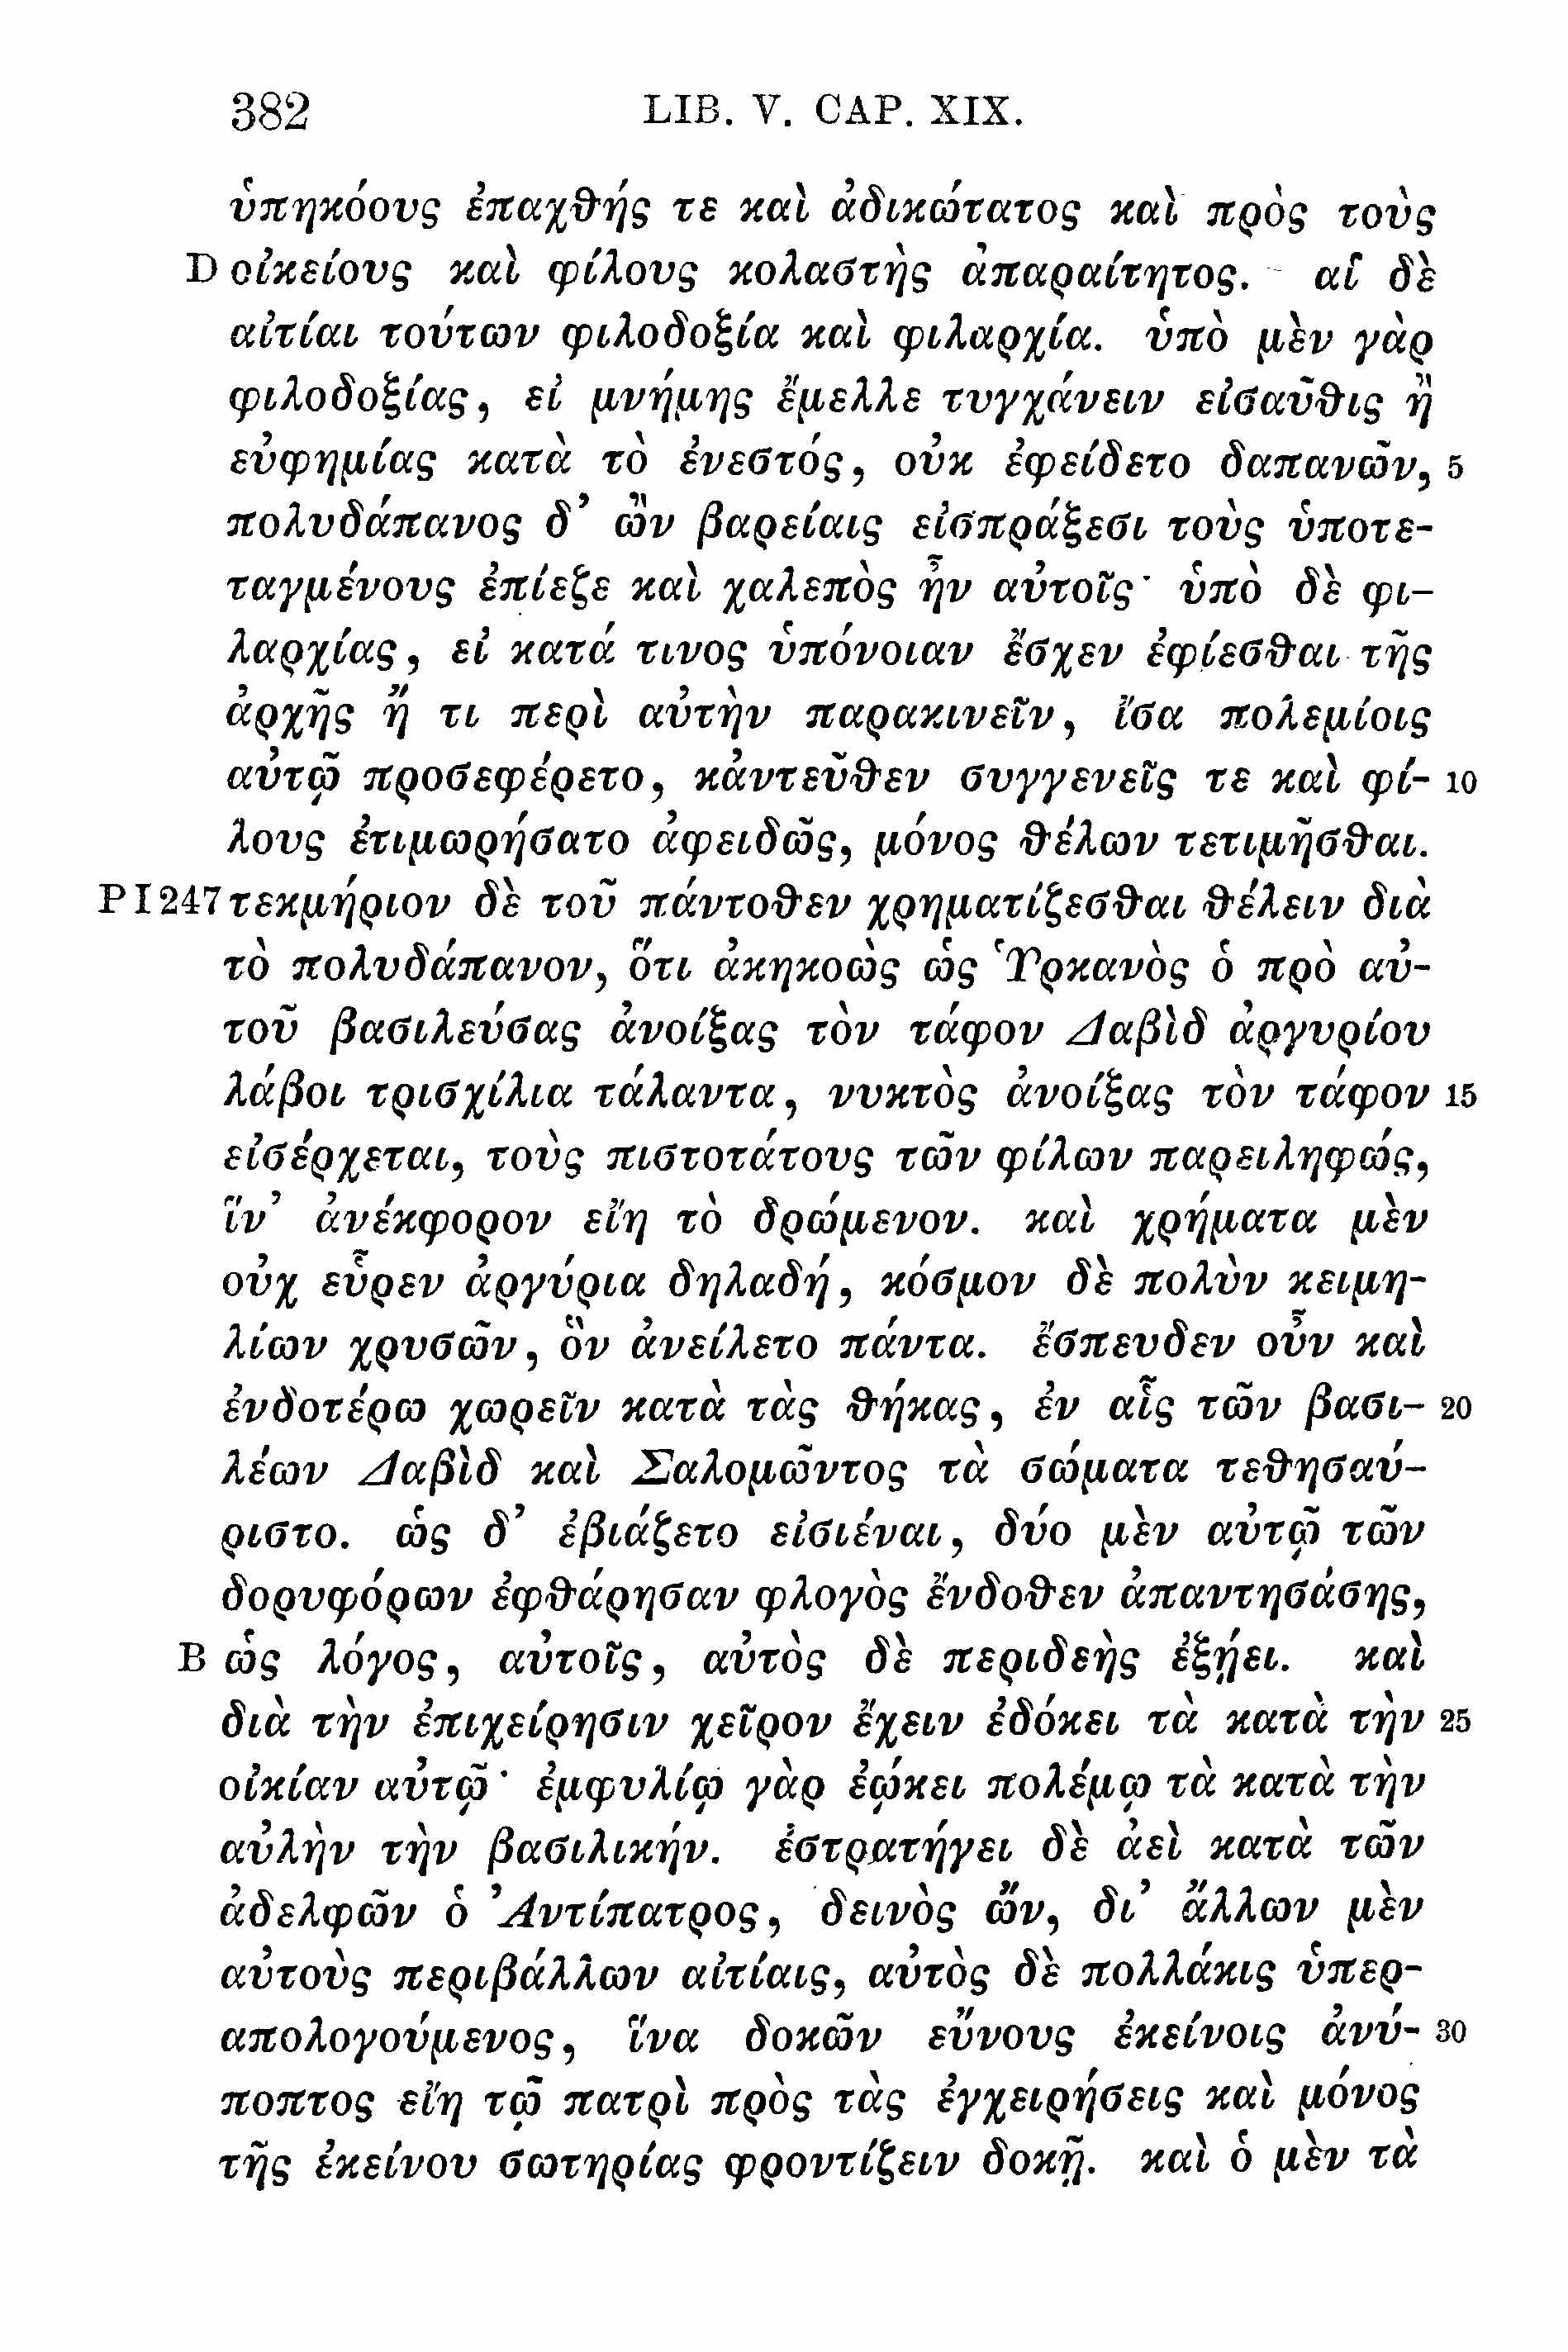 382 LIB. V. CAP. XIX.
ὑπηκόους ἐπαχθής τε καὶ ἀδικώτατος καὶ πρὸς τοὺς
D οἰκείους καὶ φίλους κολαστὴς ἀπαραίτητος. αἱ δὲ
αἰτίαι τούτων φιλοδοξία καὶ φιλαρχία. ὑπὸ μὲν γὰρ
φιλοδοξίας, εἰ μνήμης ἔμελλε τυγχάνειν εἰσαῦθις ἢ
εὐφημίας κατὰ τὸ ἐνεστός, οὐκ ἐφείδετο δαπανῶν, 5
πολυδάπανος δ’ ὢν βαρείαις εἰσπράξεσι τοὺς ὑποτε-
ταγμένους ἐπίεζε καὶ χαλεπὸς ἦν αὐτοῖς· ὑπὸ δὲ φι-
λαρχίας, εἰ κατά τινος ὑπόνοιαν ἔσχεν ἐφίεσθαι τῆς
ἀρχῆς ἤ τι περὶ αὐτὴν παρακινεῖν, ἴσα πολεμίοις
αὐτῷ προσεφέρετο, κἀντεῦθεν συγγενεῖς τε καὶ φί- 10
λους ἐτιμωρήσατο ἀφειδῶς, μόνος θέλων τετιμῆσθαι.
P I 247 τεκμήριον δὲ τοῦ πάντοθεν χρηματίζεσθαι θέλειν διὰ
τὸ πολυδάπανον, ὅτι ἀκηκοὼς ὡς Ὑρκανὸς ὁ πρὸ αὐ-
τοῦ βασιλεύσας ἀνοίξας τὸν τάφον Δαβὶδ ἀργυρίου
λάβοι τρισχίλια τάλαντα, νυκτὸς ἀνοίξας τὸν τάφον 15
εἰσέρχεται, τοὺς πιστοτάτους τῶν φίλων παρειληφώς,
ἵν’ ἀνέκφορον εἴη τὸ δρώμενον. καὶ χρήματα μὲν
οὐχ εὗρεν ἀργύρια δηλαδή, κόσμον δὲ πολὺν κειμη-
λίων χρυσῶν, ὃν ἀνείλετο πάντα. ἔσπευδεν οὖν καὶ
ἐνδοτέρω χωρεῖν κατὰ τὰς θήκας, ἐν αἷς τῶν βασι- 20
λέων Δαβὶδ καὶ Σαλομῶντος τὰ σώματα τεθησαύ-
ριστο. ὡς δ’ ἐβιάζετο εἰσιέναι, δύο μὲν αὐτῷ τῶν
δορυφόρων ἐφθάρησαν φλογὸς ἔνδοθεν ἀπαντησάσης,
B ὡς λόγος, αὐτοῖς, αὐτὸς δὲ περιδεὴς ἐξῄει. καὶ
διὰ τὴν ἐπιχείρησιν χεῖρον ἔχειν ἐδόκει τὰ κατὰ τὴν 25
οἰκίαν αὐτῷ· ἐμφυλίῳ γὰρ ἐῴκει πολέμῳ τὰ κατὰ τὴν
αὐλὴν τὴν βασιλικήν. ἐστρατήγει δὲ ἀεὶ κατὰ τῶν
ἀδελφῶν ὁ Ἀντίπατρος, δεινὸς ὤν, δι’ ἄλλων μὲν
αὐτοὺς περιβάλλων αἰτίαις, αὐτὸς δὲ πολλάκις ὑπερ-
απολογούμενος, ἵνα δοκῶν εὔνους ἐκείνοις ἀνύ- 30
ποπτος εἴη τῷ πατρὶ πρὸς τὰς ἐγχειρήσεις καὶ μόνος
τῆς ἐκείνου σωτηρίας φροντίζειν δοκῇ. καὶ ὁ μὲν τὰ